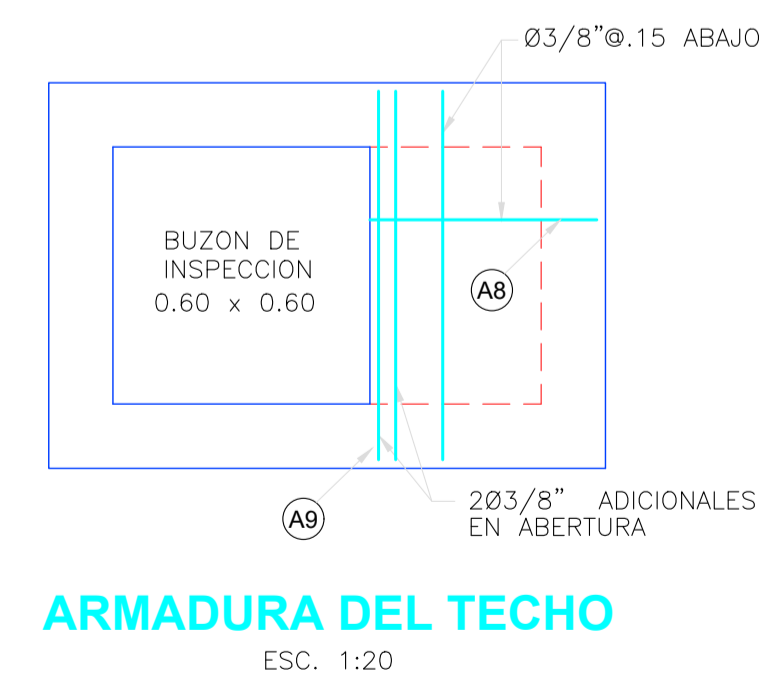 Ø3/8”@.15 ABAJO
BUZON DE
INSPECCION
0.60 x 0.60
A8
A9
2Ø3/8” ADICIONALES
EN ABERTURA
ARMADURA DEL TECHO
ESC. 1:20